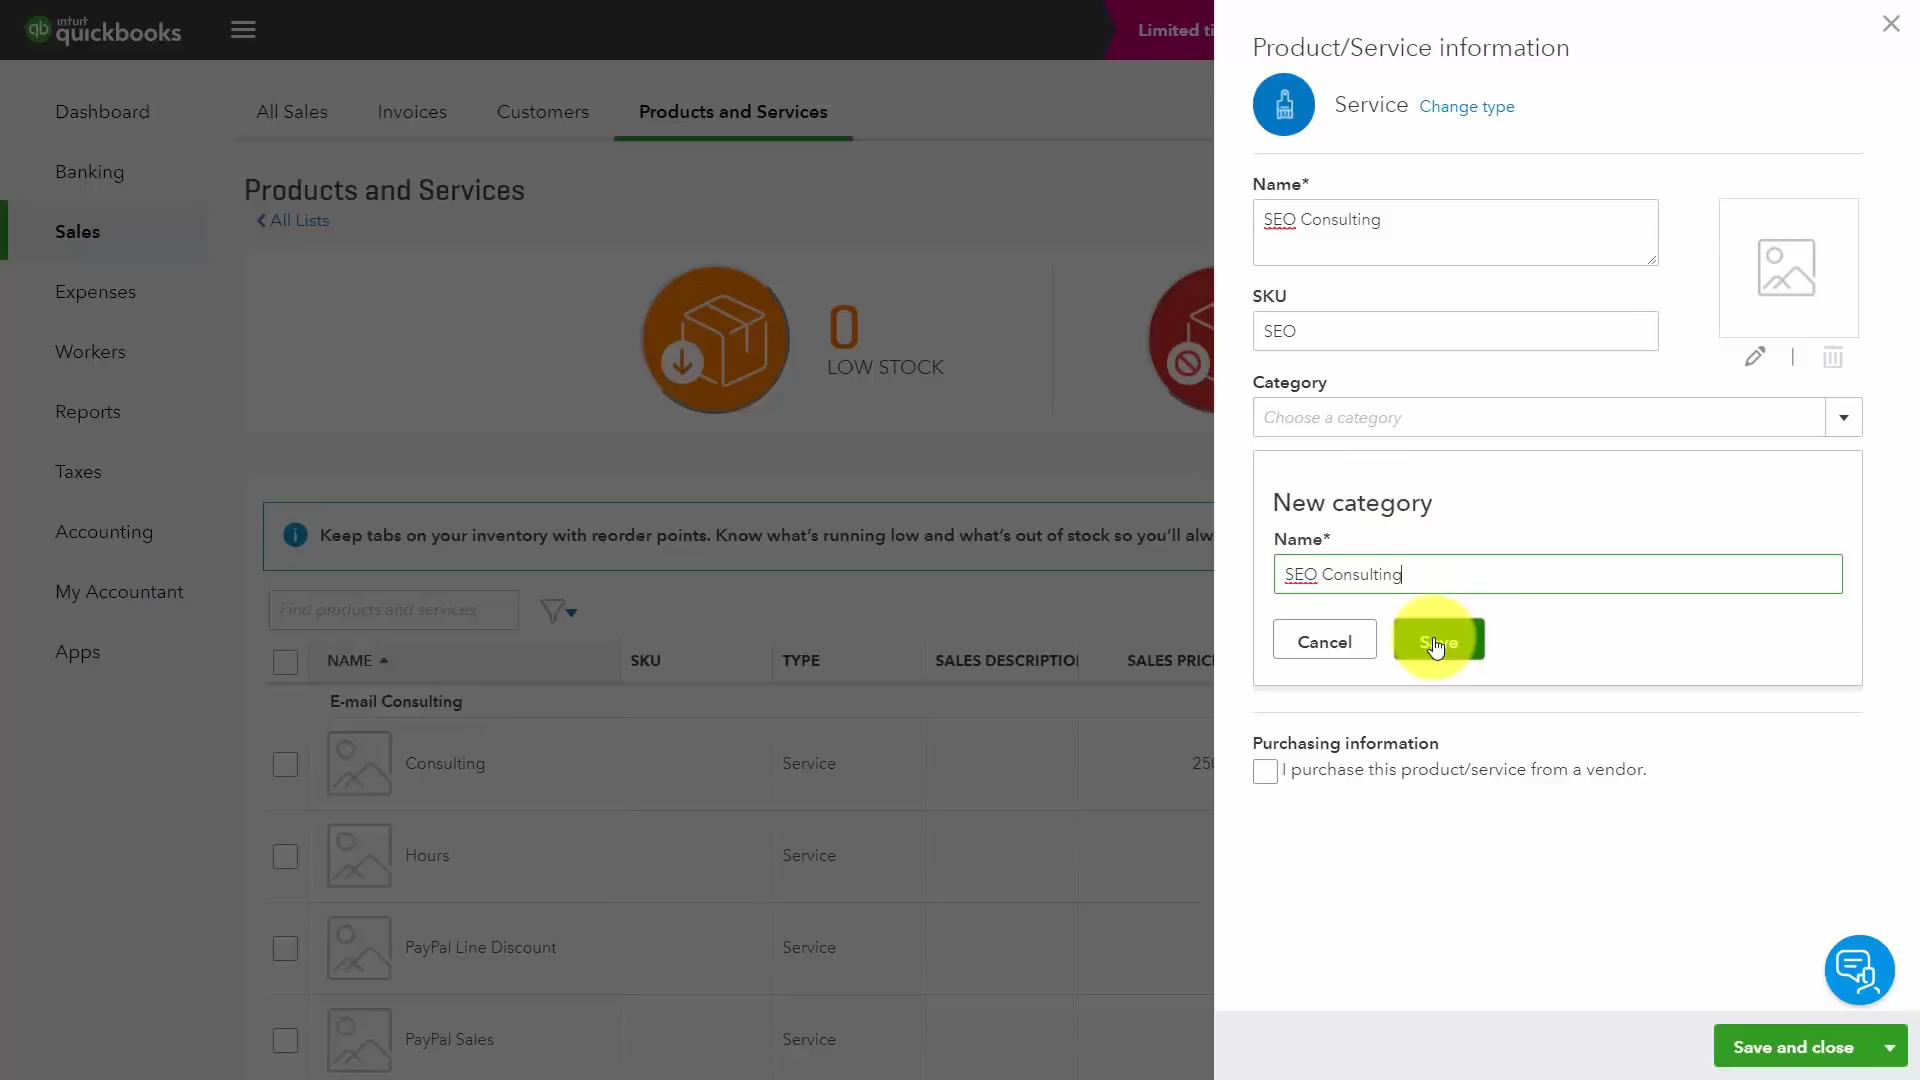 intuit
quickbooks
Limited ti
Dashboard
Banking
Sales
Expenses
Workers
Reports
Taxes
Accounting
My Accountant
Apps
All Sales
Invoices
Customers
Products and Services
Products and Services
All Lists
0
LOW STOCK
Keep tabs on your inventory with reorder points. Know what's running low and what's out of stock so you'll alw
Find products and services
NAME SKU TYPE SALES DESCRIPTIO SALES PRIC
E-mail Consulting
Consulting Service 250
Hours Service
PayPal Line Discount Service
PayPal Sales Service
Product/Service information
Service Change type
Name*
SEO Consulting
SKU
SEO
Category
Choose a category
New category
Name*
SEO Consulting
Cancel Save
Purchasing information
I purchase this product/service from a vendor.
Save and close